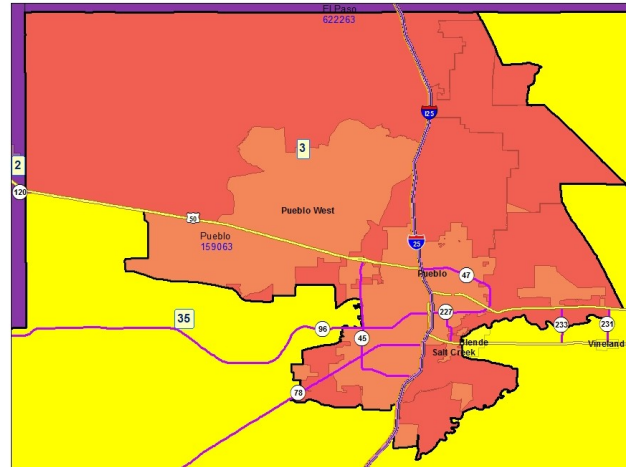 El Paso
622263
I25
3
2
120
50
Pueblo West
Pueblo
159063
25
47
Pueblo
35
96
45
227
233
231
Blende
Salt Creek
Vineland
78